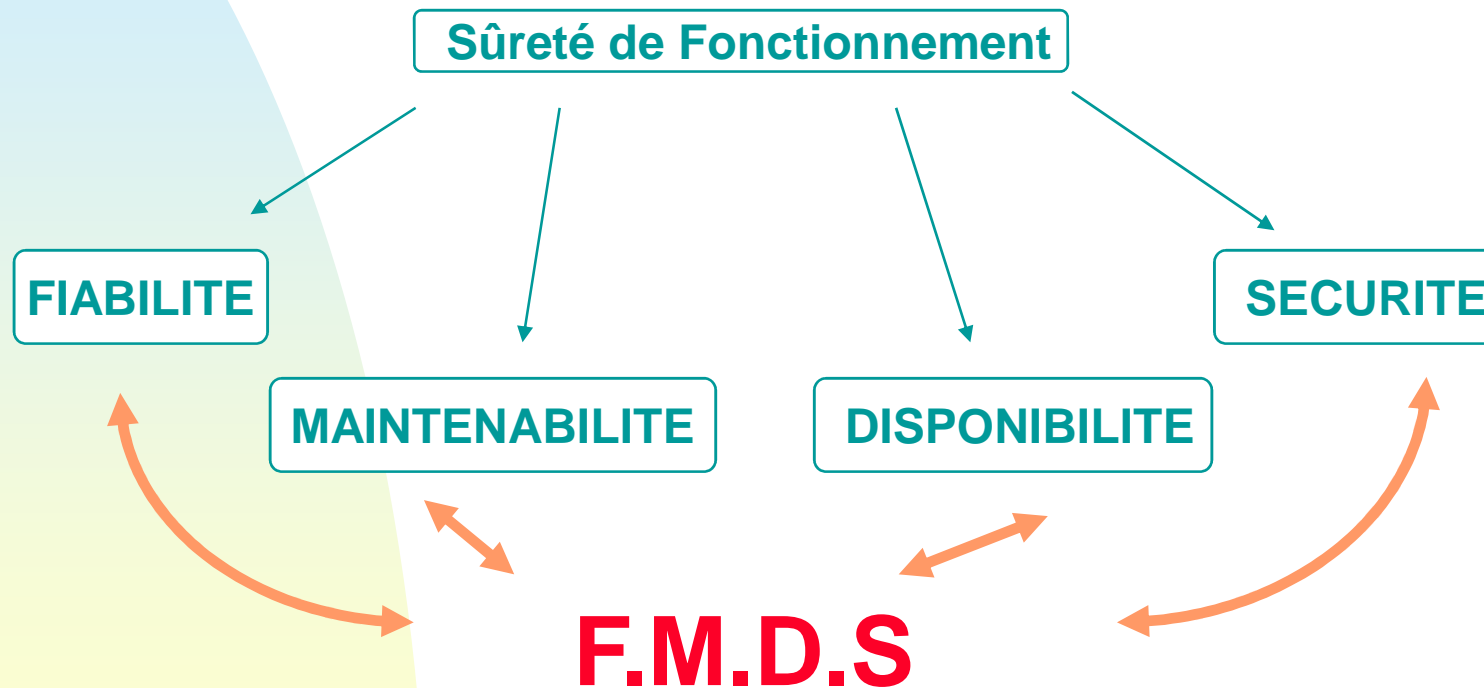 Sûreté de Fonctionnement
FIABILITE
SECURITE
MAINTENABILITE
DISPONIBILITE
F.M.D.S